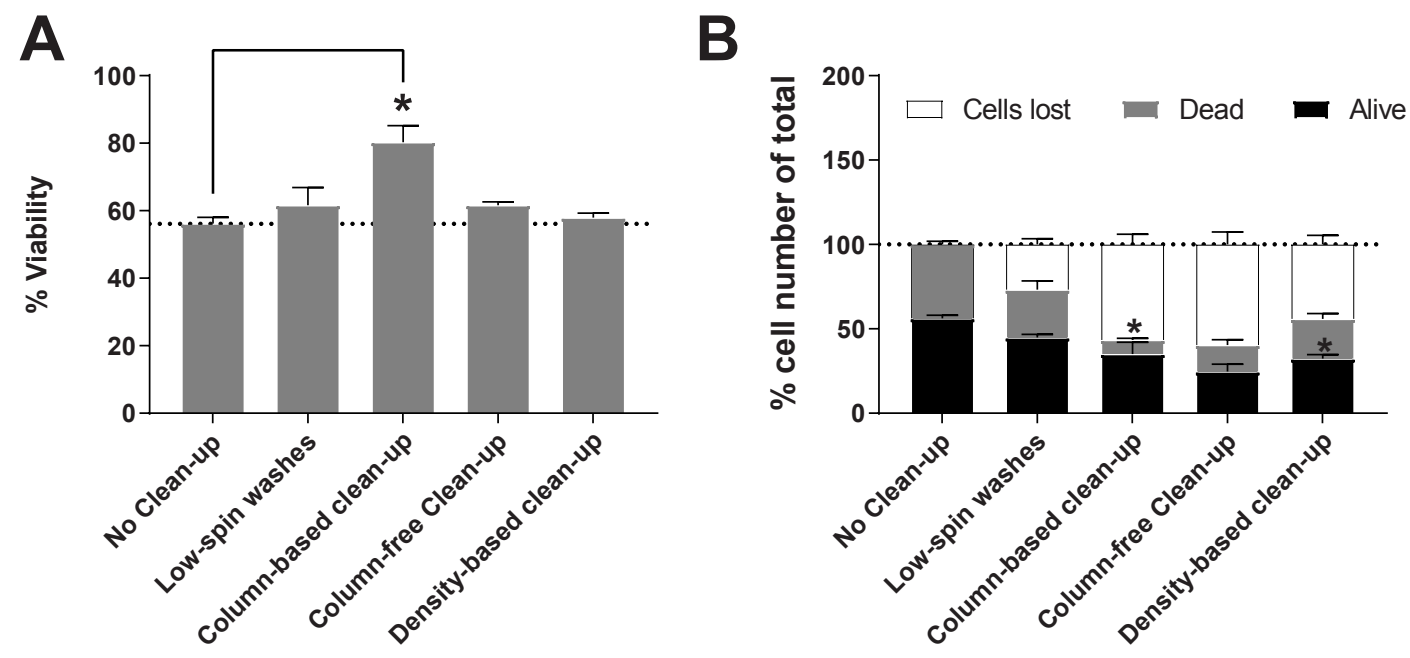 A
% Viability
100
80
60
40
20
0
*
No Clean-up
Low-spin washes
Column-based clean-up
Column-free Clean-up
Density-based clean-up
B
% cell number of total
200
150
100
50
0
Cells lost
Dead
Alive
*
*
No Clean-up
Low-spin washes
Column-based clean-up
Column-free Clean-up
Density-based clean-up